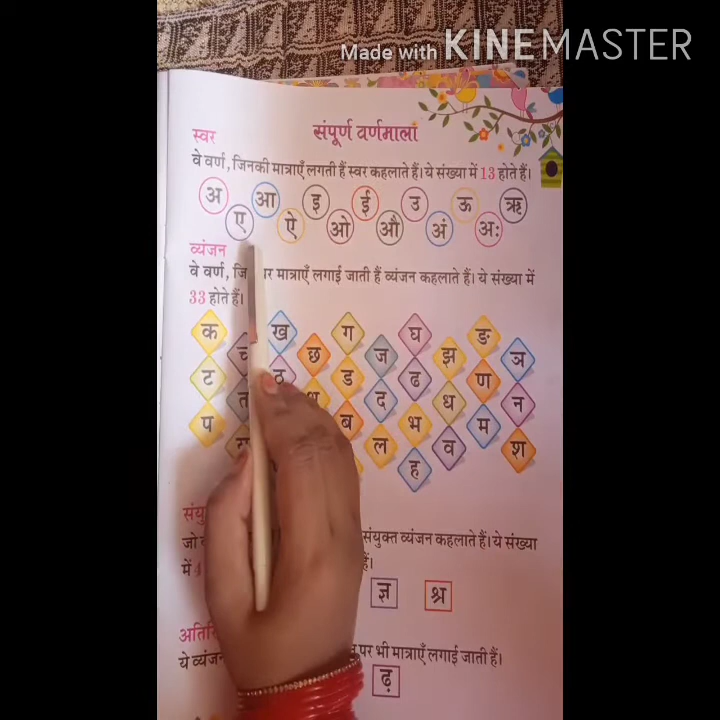 Made with KINEMASTER
संपूर्ण वर्णमाला
स्वर
वे वर्ण, जिनकी मात्राएँ लगती हैं स्वर कहलाते हैं। ये संख्या में 13 होते हैं।
अ आ इ ई उ ऊ ऋ
ए ऐ ओ औ अं अः
व्यंजन
वे वर्ण, मात्राएँ लगाई जाती हैं व्यंजन कहलाते हैं। ये संख्या में
33 होते हैं।
क ख ग घ ङ
छ ज झ ञ
ट ड ढ ण
त द ध न
प ब भ म
ल व श
ह
संयुक्त व्यंजन कहलाते हैं। ये संख्या
में
ज्ञ श्र
पर भी मात्राएँ लगाई जाती हैं।
ढ़